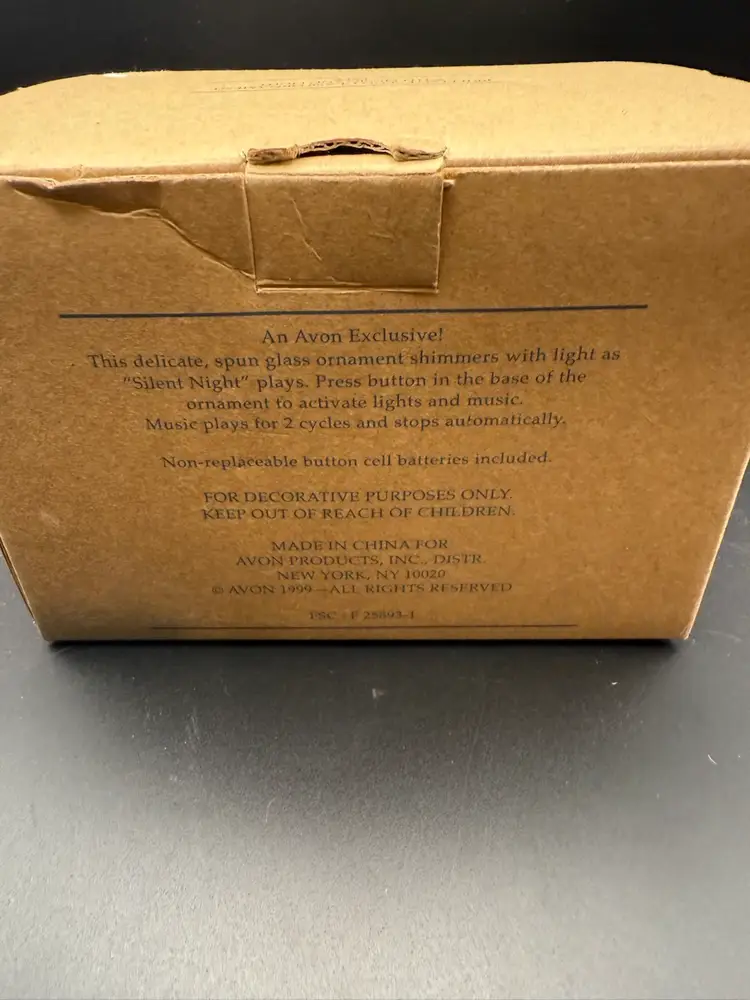 An Avon Exclusive!
This delicate, spun glass ornament shimmers with light as
"Silent Night" plays. Press button in the base of the
ornament to activate lights and music.
Music plays for 2 cycles and stops automatically.
Non-replaceable button cell batteries included.
FOR DECORATIVE PURPOSES ONLY.
KEEP OUT OF REACH OF CHILDREN.
MADE IN CHINA FOR
AVON PRODUCTS, INC., DISTR.
NEW YORK, NY 10020
© AVON 1999—ALL RIGHTS RESERVED